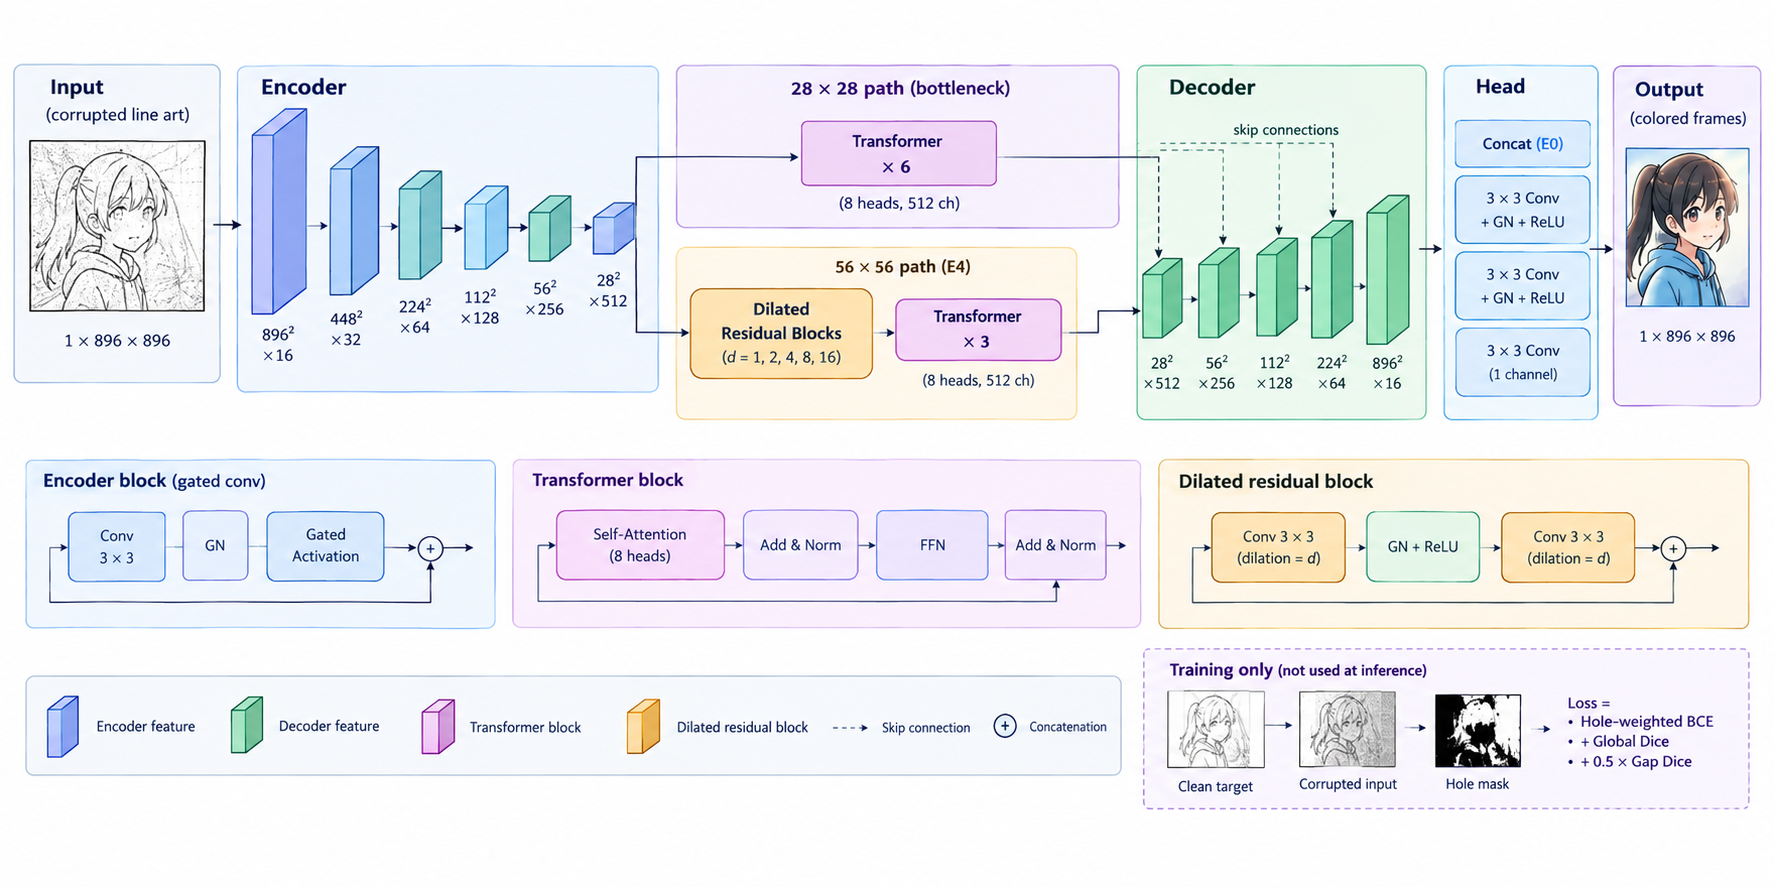 Input
(corrupted line art)
1 × 896 × 896
Encoder
896²
×16
448²
×32
224²
×64
112²
×128
56²
×256
28²
×512
28 × 28 path (bottleneck)
Transformer
× 6
(8 heads, 512 ch)
56 × 56 path (E4)
Dilated
Residual Blocks
(d = 1, 2, 4, 8, 16)
Transformer
× 3
(8 heads, 512 ch)
Decoder
skip connections
28²
×512
56²
×256
112²
×128
224²
×64
896²
×16
Head
Concat (E0)
3 × 3 Conv
+ GN + ReLU
3 × 3 Conv
+ GN + ReLU
3 × 3 Conv
(1 channel)
Output
(colored frames)
1 × 896 × 896
Encoder block (gated conv)
Conv
3 × 3
GN
Gated
Activation
+
Transformer block
Self-Attention
(8 heads)
Add & Norm
FFN
Add & Norm
Dilated residual block
Conv 3 × 3
(dilation = d)
GN + ReLU
Conv 3 × 3
(dilation = d)
+
Encoder feature
Decoder feature
Transformer block
Dilated residual block
Skip connection
+
Concatenation
Training only (not used at inference)
Clean target
Corrupted input
Hole mask
Loss =
• Hole-weighted BCE
• + Global Dice
• + 0.5 × Gap Dice